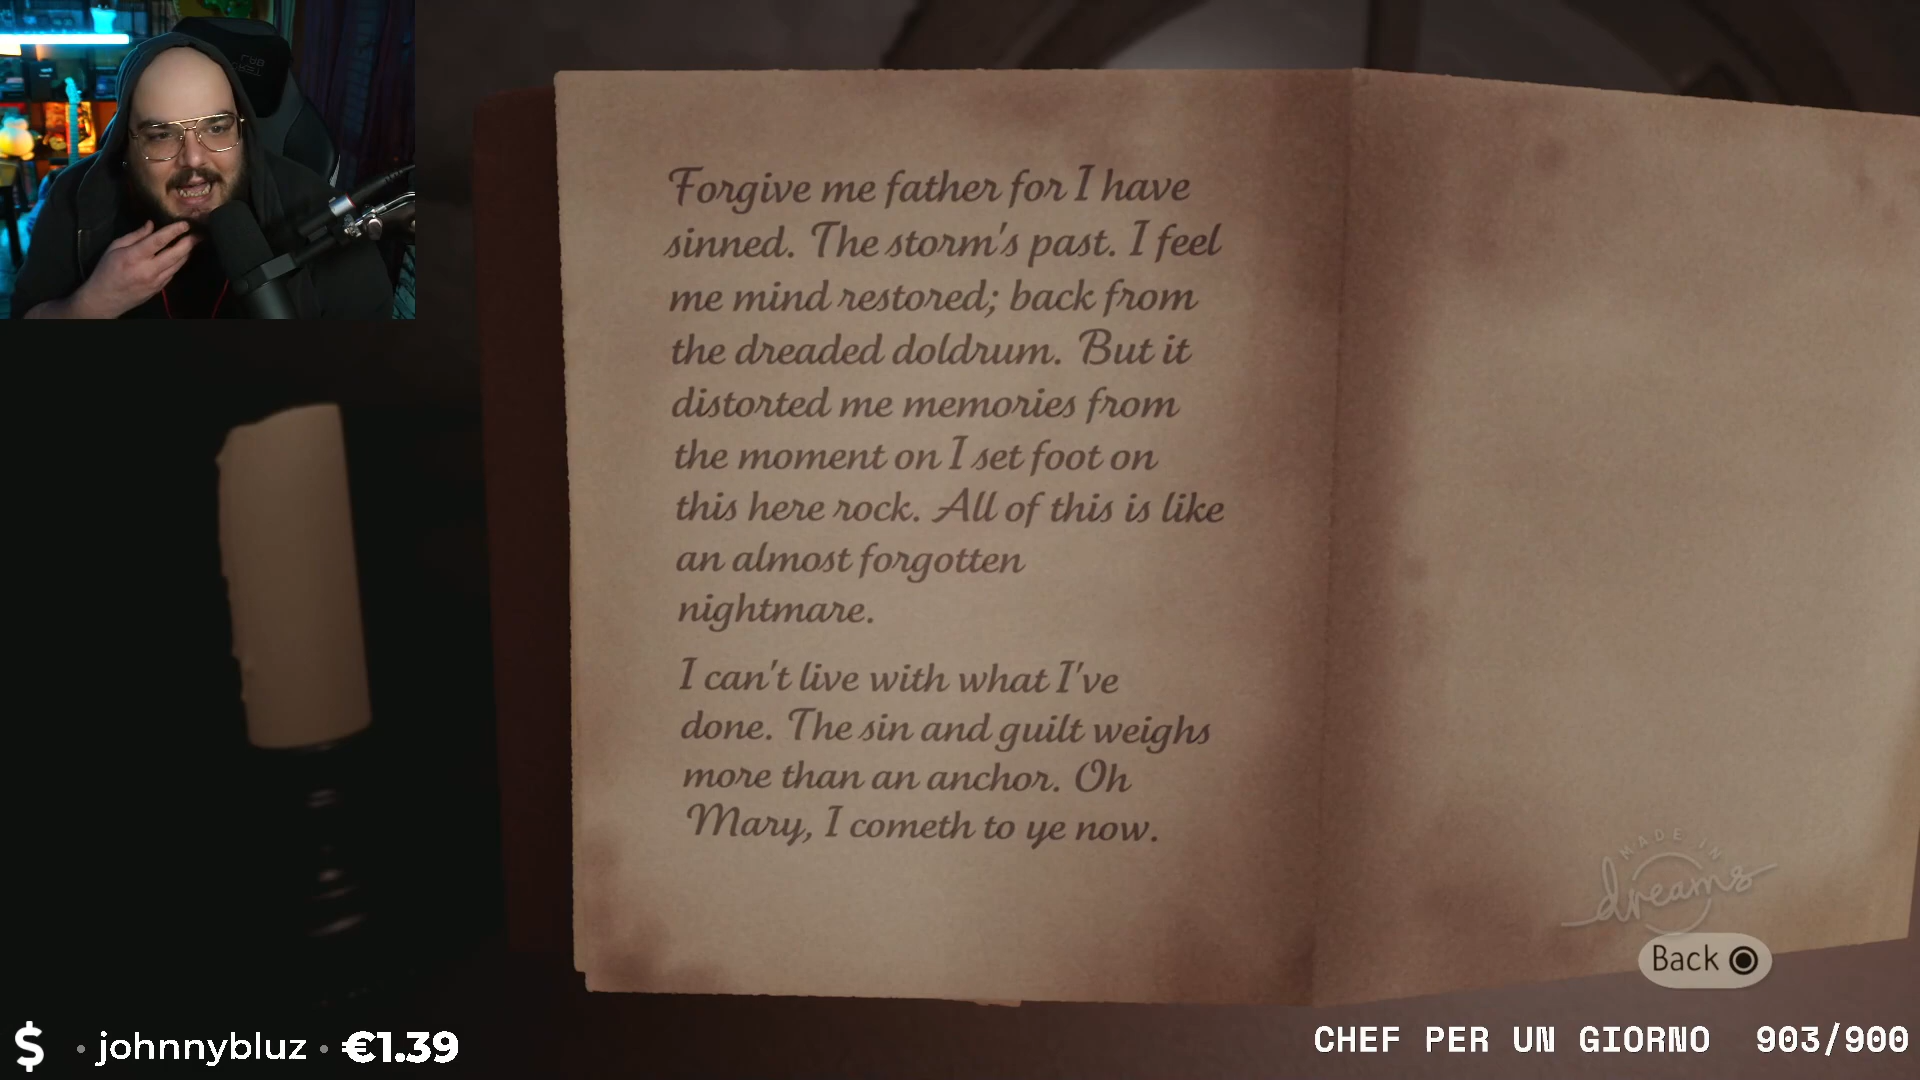 Forgive me father for I have
sinned. The storm's past. I feel
me mind restored; back from
the dreaded doldrum. But it
distorted me memories from
the moment on I set foot on
this here rock. All of this is like
an almost forgotten
nightmare.
I can't live with what I've
done. The sin and guilt weighs
more than an anchor. Oh
Mary, I cometh to ye now.
MADE IN
dreams
Back
$ • johnnybluz • €1.39
CHEF PER UN GIORNO 903/900